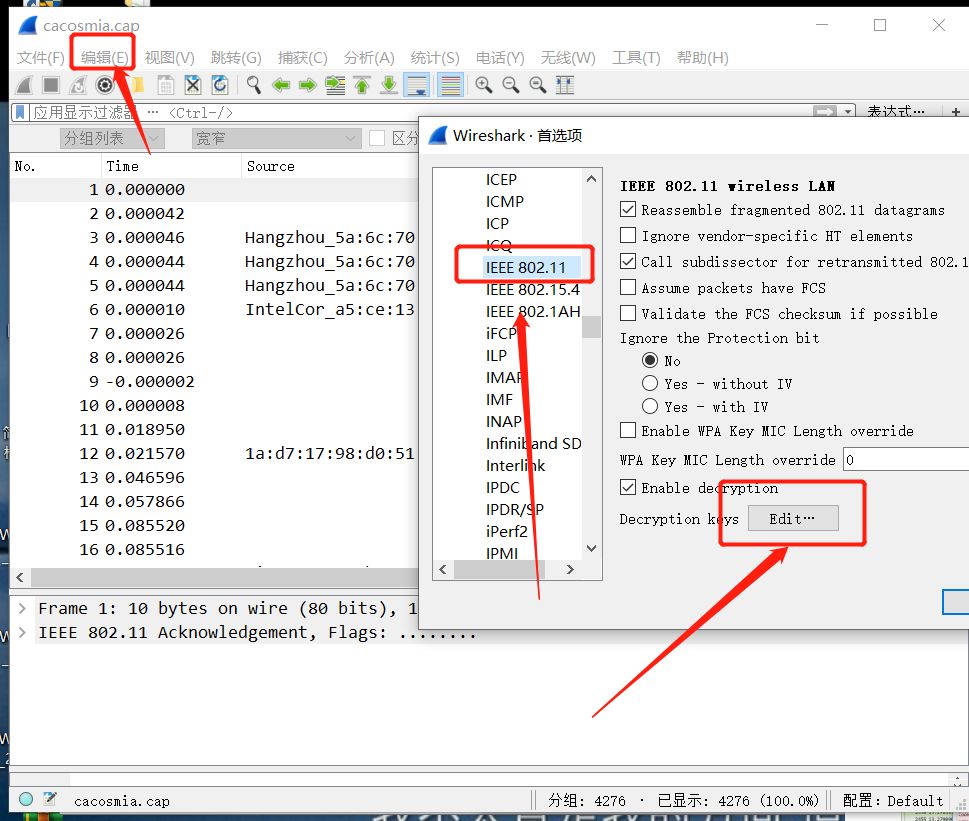 cacosmia.cap
文件(F) 编辑(E) 视图(V) 跳转(G) 捕获(C) 分析(A) 统计(S) 电话(Y) 无线(W) 工具(T) 帮助(H)
应用显示过滤器 … <Ctrl-/> 表达式… +
分组列表 宽窄 区分
No. Time Source
1 0.000000
2 0.000042
3 0.000046 Hangzhou_5a:6c:70
4 0.000044 Hangzhou_5a:6c:70
5 0.000044 Hangzhou_5a:6c:70
6 0.000010 IntelCor_a5:ce:13
7 0.000026
8 0.000026
9 -0.000002
10 0.000008
11 0.018950
12 0.021570 1a:d7:17:98:d0:51
13 0.046596
14 0.057866
15 0.085520
16 0.085516
Frame 1: 10 bytes on wire (80 bits), 1
IEEE 802.11 Acknowledgement, Flags: ........
Wireshark · 首选项
ICEP
ICMP
ICP
ICQ
IEEE 802.11
IEEE 802.15.4
IEEE 802.1AH
iFCP
ILP
IMAP
IMF
INAP
Infiniband SD
Interlink
IPDC
IPDR/SP
iPerf2
IPMI
IEEE 802.11 wireless LAN
Reassemble fragmented 802.11 datagrams
Ignore vendor-specific HT elements
Call subdissector for retransmitted 802.1
Assume packets have FCS
Validate the FCS checksum if possible
Ignore the Protection bit
No
Yes - without IV
Yes - with IV
Enable WPA Key MIC Length override
WPA Key MIC Length override 0
Enable decryption
Decryption keys Edit…
cacosmia.cap 分组: 4276 · 已显示: 4276 (100.0%) 配置: Default